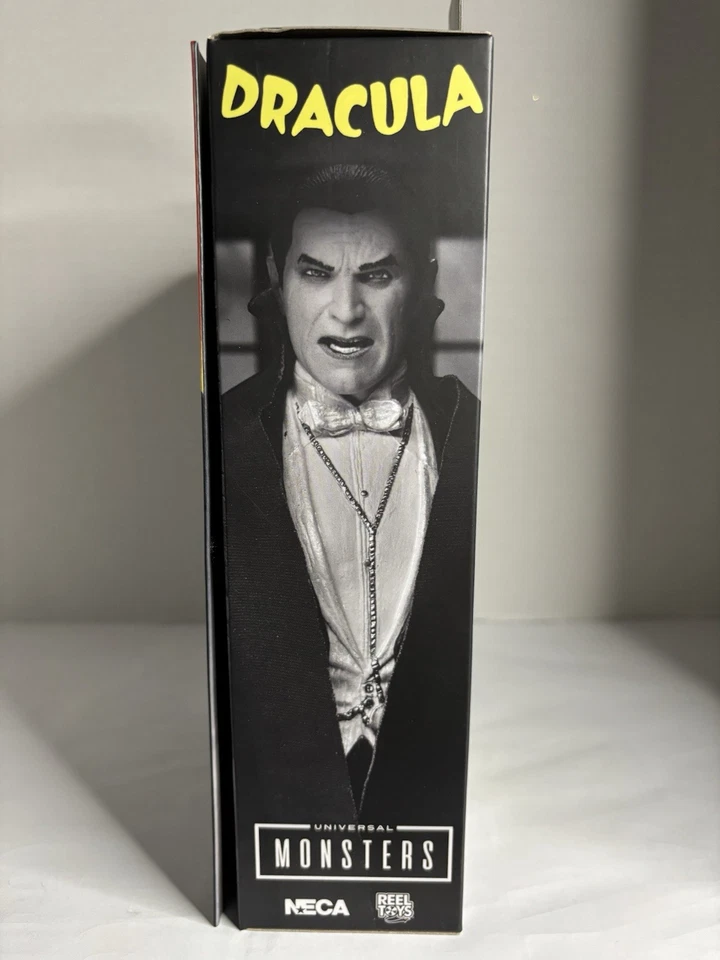 DRACULA
UNIVERSAL
MONSTERS
NECA
REEL
TOYS